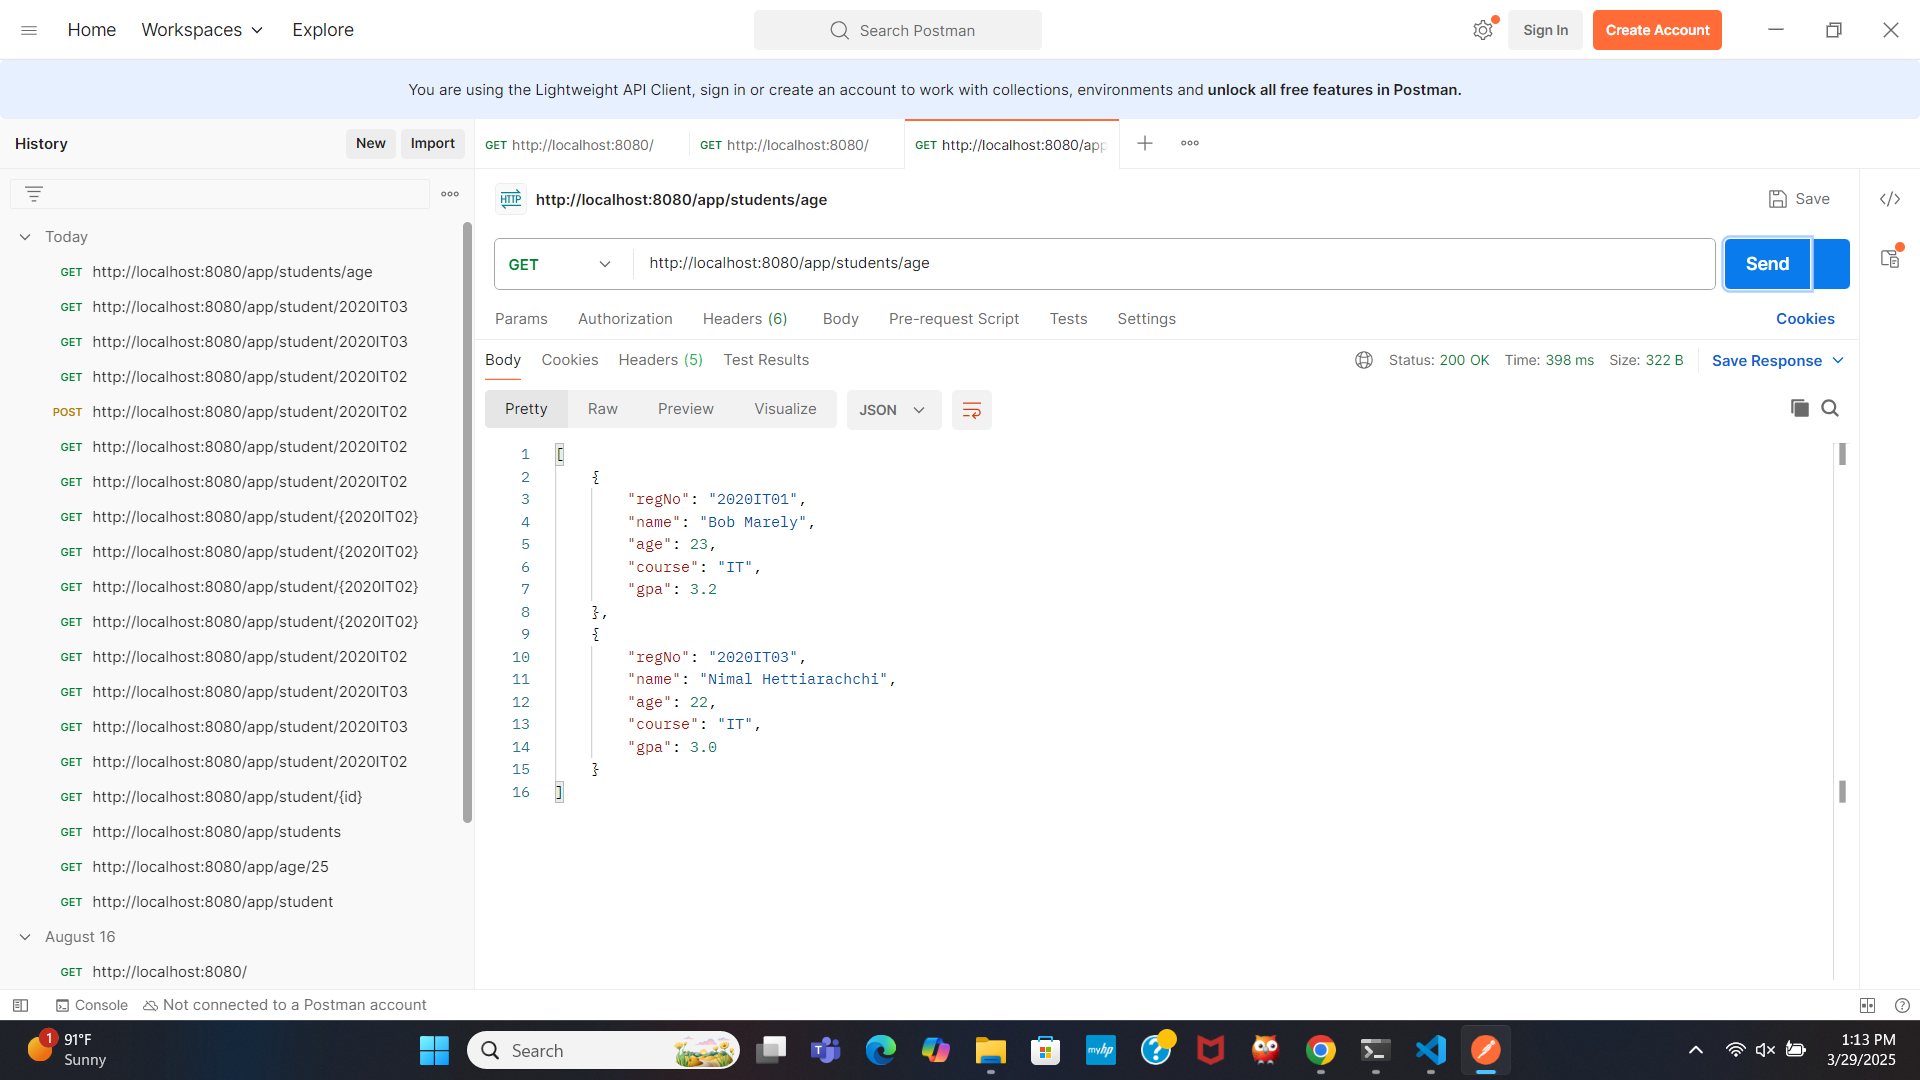 Home Workspaces Explore Search Postman Sign In Create Account
You are using the Lightweight API Client, sign in or create an account to work with collections, environments and unlock all free features in Postman.
History New Import
GET http://localhost:8080/ GET http://localhost:8080/ GET http://localhost:8080/app
HTTP http://localhost:8080/app/students/age Save
GET http://localhost:8080/app/students/age Send
Params Authorization Headers (6) Body Pre-request Script Tests Settings Cookies
Body Cookies Headers (5) Test Results Status: 200 OK Time: 398 ms Size: 322 B Save Response
Pretty Raw Preview Visualize JSON
1 [
2 {
3 "regNo": "2020IT01",
4 "name": "Bob Marely",
5 "age": 23,
6 "course": "IT",
7 "gpa": 3.2
8 },
9 {
10 "regNo": "2020IT03",
11 "name": "Nimal Hettiarachchi",
12 "age": 22,
13 "course": "IT",
14 "gpa": 3.0
15 }
16 ]
Today
GET http://localhost:8080/app/students/age
GET http://localhost:8080/app/student/2020IT03
GET http://localhost:8080/app/student/2020IT03
GET http://localhost:8080/app/student/2020IT02
POST http://localhost:8080/app/student/2020IT02
GET http://localhost:8080/app/student/2020IT02
GET http://localhost:8080/app/student/2020IT02
GET http://localhost:8080/app/student/{2020IT02}
GET http://localhost:8080/app/student/{2020IT02}
GET http://localhost:8080/app/student/{2020IT02}
GET http://localhost:8080/app/student/{2020IT02}
GET http://localhost:8080/app/student/2020IT02
GET http://localhost:8080/app/student/2020IT03
GET http://localhost:8080/app/student/2020IT03
GET http://localhost:8080/app/student/2020IT02
GET http://localhost:8080/app/student/{id}
GET http://localhost:8080/app/students
GET http://localhost:8080/app/age/25
GET http://localhost:8080/app/student
August 16
GET http://localhost:8080/
Console Not connected to a Postman account
1 91°F
Sunny
Search
myhp
1:13 PM
3/29/2025